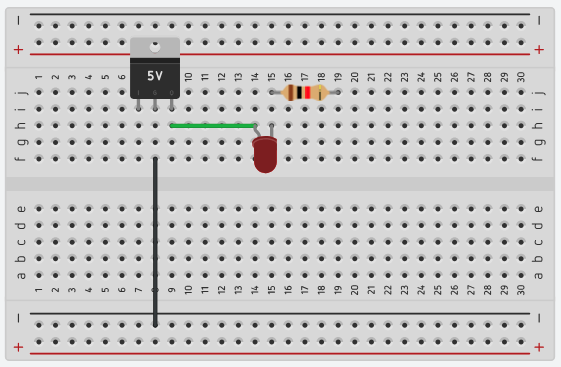 − −
+ +
1 2 3 4 5 6 10 11 12 13 14 15 16 17 18 19 20 21 22 23 24 25 26 27 28 29 30
5V
j j
I G O
i i
h h
g g
f f
e e
d d
c c
b b
a a
1 2 3 4 5 6 7 8 9 10 11 12 13 14 15 16 17 18 19 20 21 22 23 24 25 26 27 28 29 30
− −
+ +